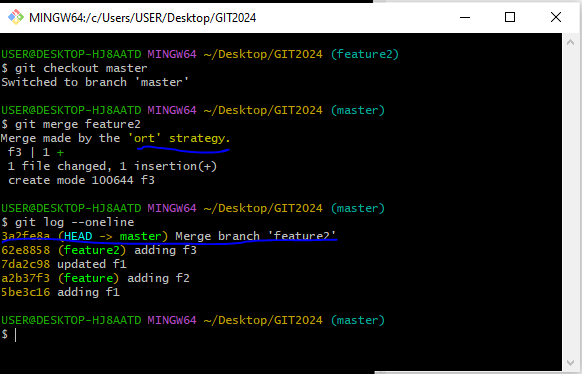 MINGW64:/c/Users/USER/Desktop/GIT2024
USER@DESKTOP-HJ8AATD MINGW64 ~/Desktop/GIT2024 (feature2)
$ git checkout master
Switched to branch 'master'
USER@DESKTOP-HJ8AATD MINGW64 ~/Desktop/GIT2024 (master)
$ git merge feature2
Merge made by the 'ort' strategy.
f3 | 1 +
1 file changed, 1 insertion(+)
create mode 100644 f3
USER@DESKTOP-HJ8AATD MINGW64 ~/Desktop/GIT2024 (master)
$ git log --oneline
3a2fe8a (HEAD -> master) Merge branch 'feature2'
62e8858 (feature2) adding f3
7da2c98 updated f1
a2b37f3 (feature) adding f2
5be3c16 adding f1
USER@DESKTOP-HJ8AATD MINGW64 ~/Desktop/GIT2024 (master)
$